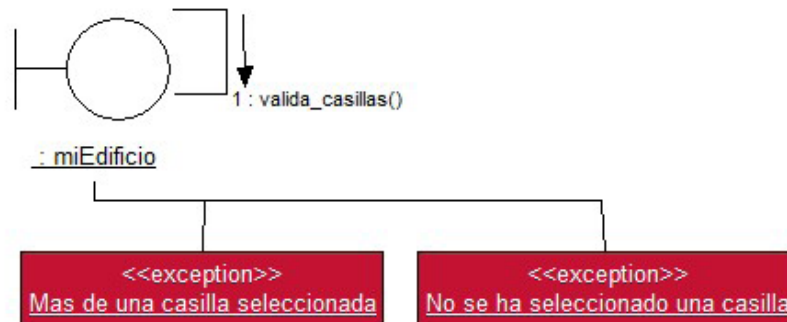 1 : valida_casillas()
: miEdificio
<<exception>>
Mas de una casilla seleccionada
<<exception>>
No se ha seleccionado una casilla